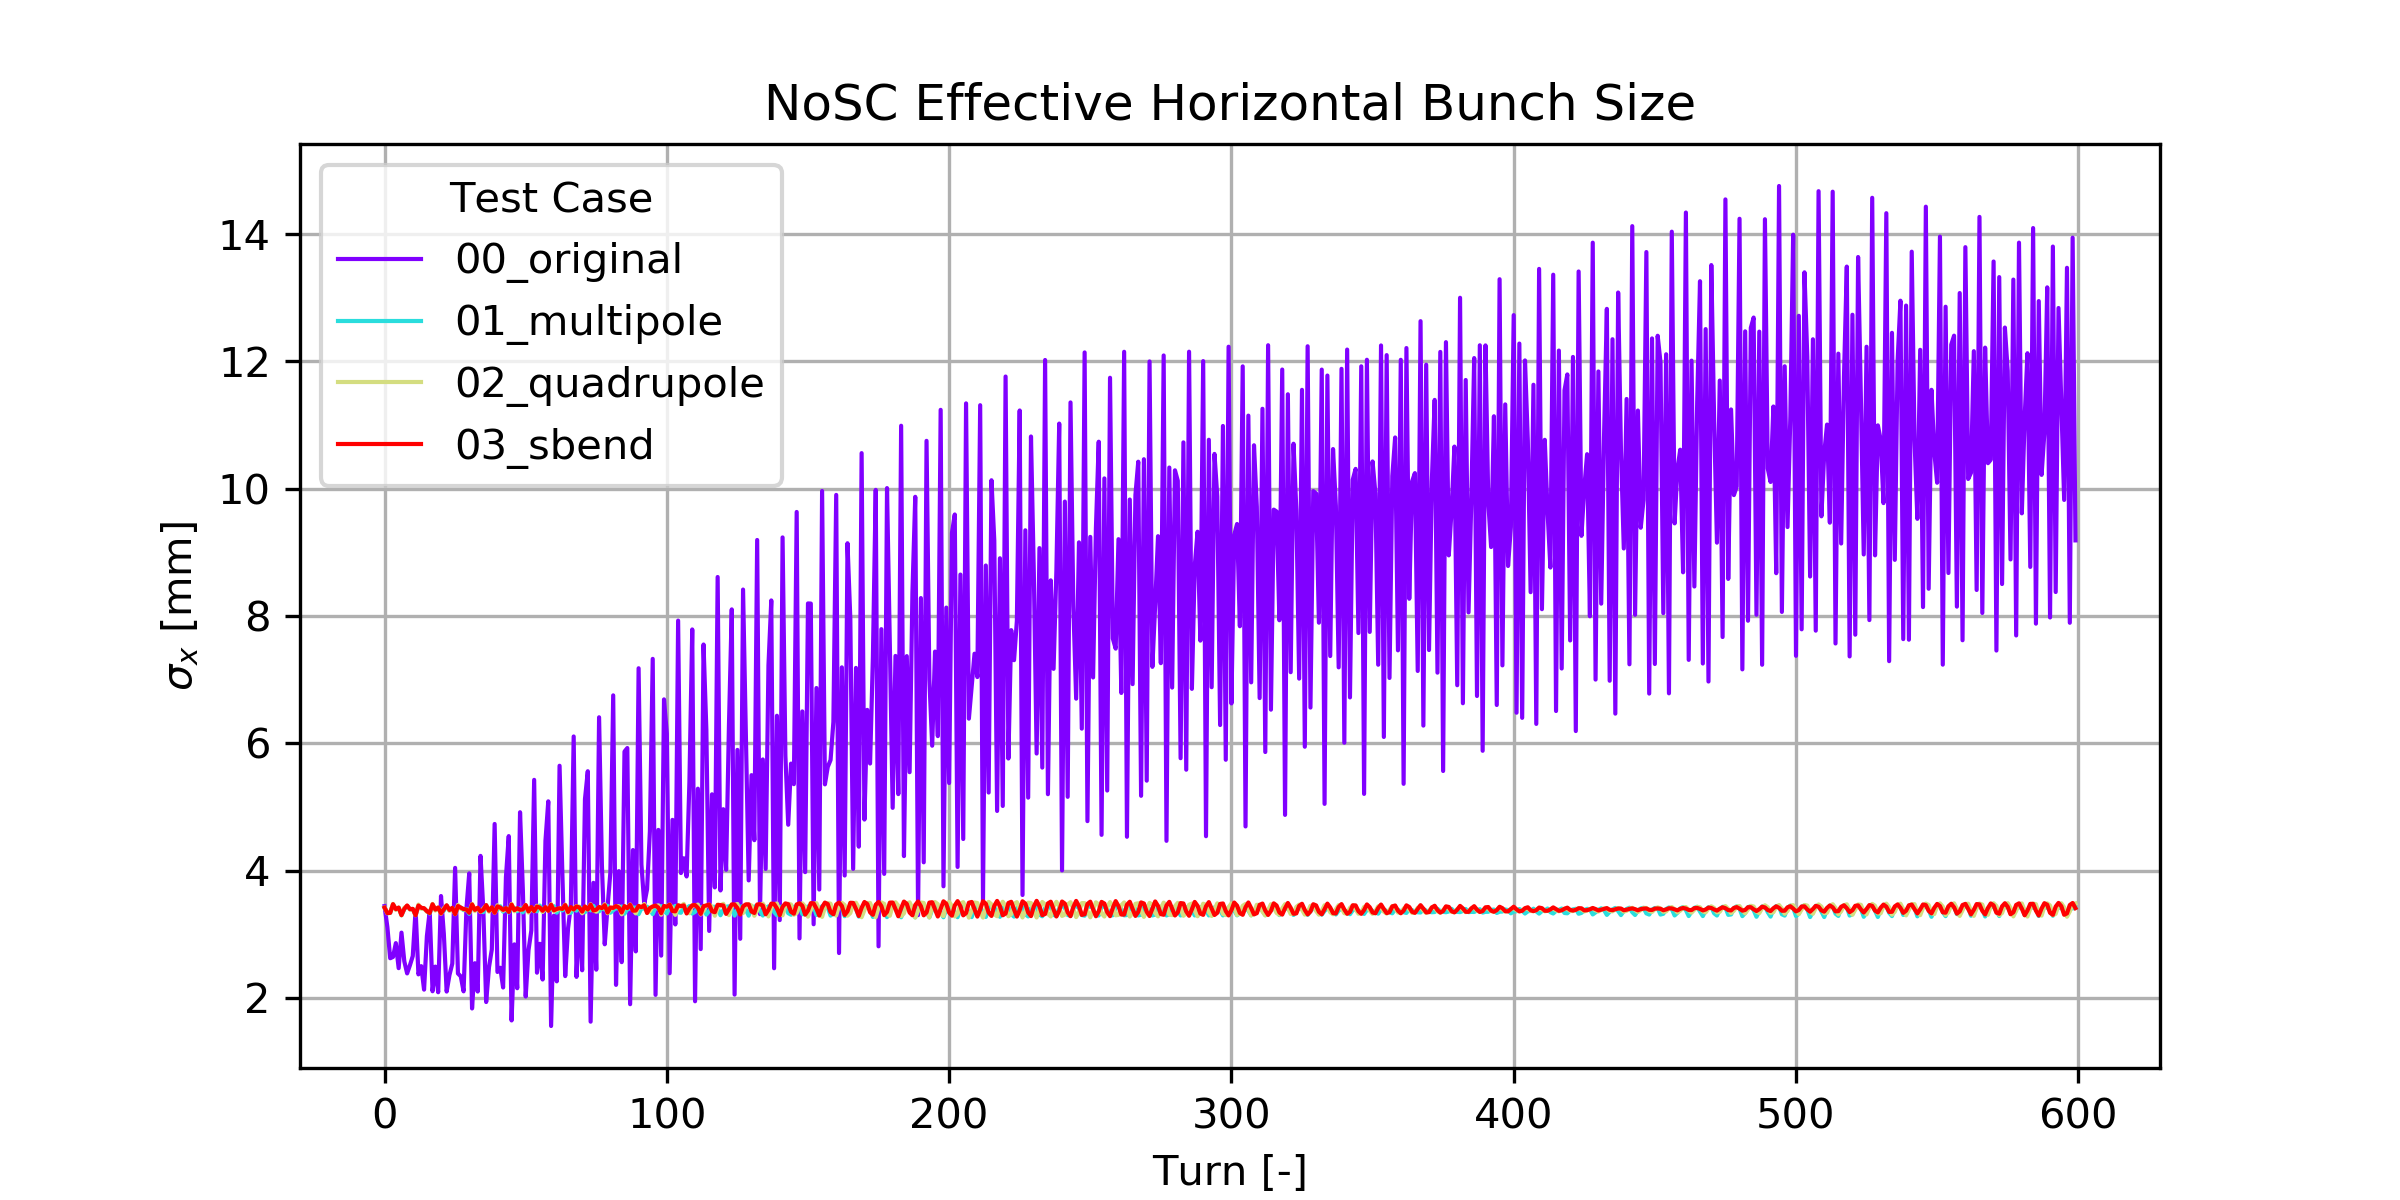 NoSC Effective Horizontal Bunch Size
Test Case
00_original
01_multipole
02_quadrupole
03_sbend
14
12
10
8
6
4
2
σx [mm]
0 100 200 300 400 500 600
Turn [-]